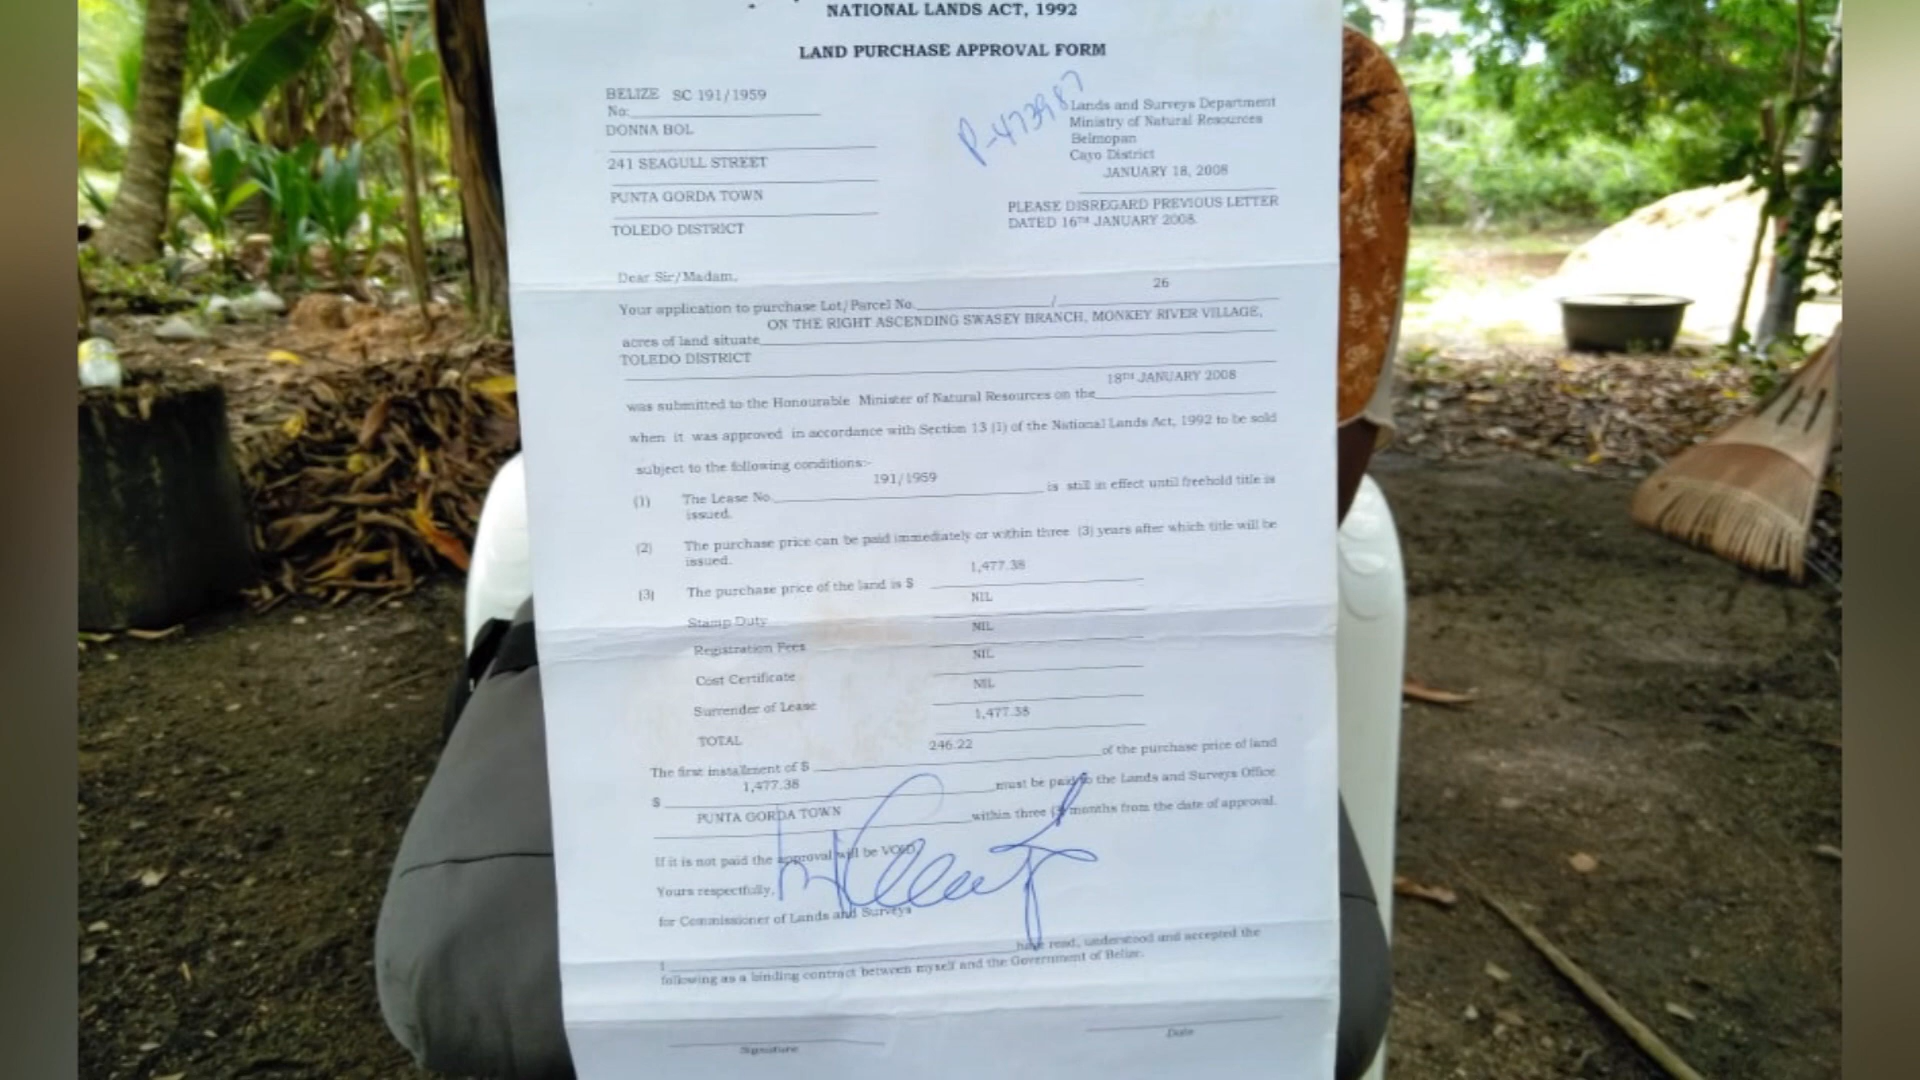 NATIONAL LANDS ACT, 1992
LAND PURCHASE APPROVAL FORM
BELIZE SC 191/1959
No:
DONNA BOL
241 SEAGULL STREET
PUNTA GORDA TOWN
TOLEDO DISTRICT
P-473987
Lands and Surveys Department
Ministry of Natural Resources
Belmopan
Cayo District
JANUARY 18, 2008
PLEASE DISREGARD PREVIOUS LETTER
DATED 16TH JANUARY 2008.
Dear Sir/Madam,
26
Your application to purchase Lot/Parcel No. /
ON THE RIGHT ASCENDING SWASEY BRANCH, MONKEY RIVER VILLAGE,
acres of land situate
TOLEDO DISTRICT
18TH JANUARY 2008
was submitted to the Honourable Minister of Natural Resources on the
when it was approved in accordance with Section 13 (1) of the National Lands Act, 1992 to be sold
subject to the following conditions:-
191/1959
(1) The Lease No. is still in effect until freehold title is
issued.
(2) The purchase price can be paid immediately or within three (3) years after which title will be
issued.
1,477.38
(3) The purchase price of the land is $
NIL
Stamp Duty
NIL
Registration Fees
NIL
Cost Certificate
NIL
Surrender of Lease
1,477.38
TOTAL
246.22
The first installment of $ of the purchase price of land
1,477.38
$ must be paid to the Lands and Surveys Office
PUNTA GORDA TOWN
within three (3) months from the date of approval.
If it is not paid the approval will be VOID
Yours respectfully,
for Commissioner of Lands and Surveys
I have read, understood and accepted the
following as a binding contract between myself and the Government of Belize.
Signature
Date